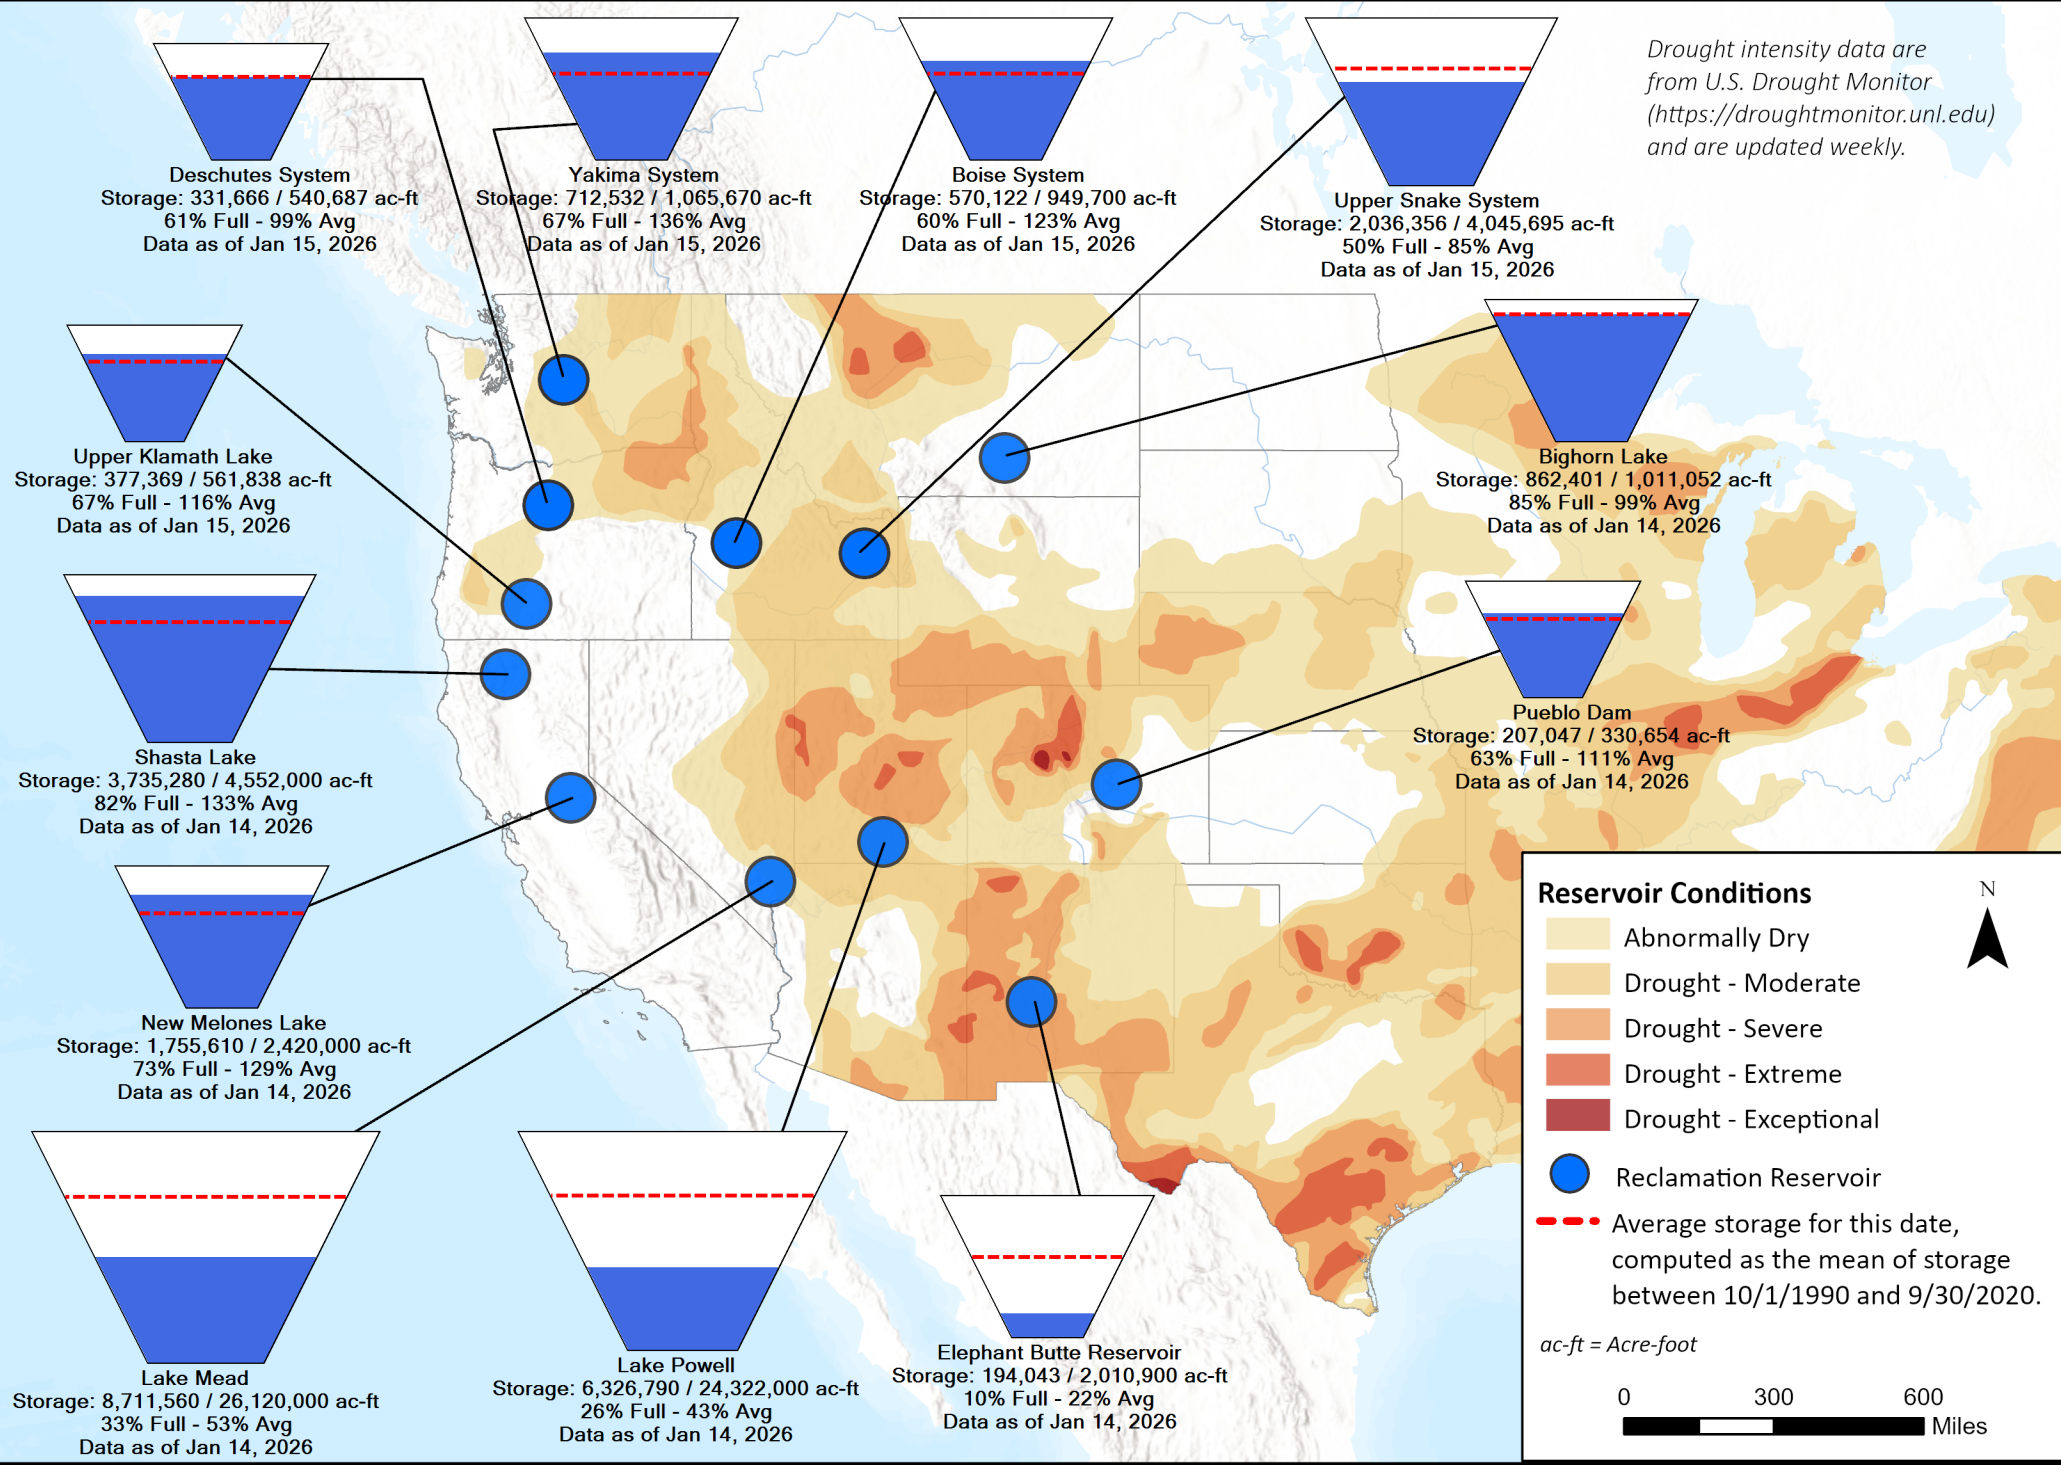 Deschutes System
Storage: 331,666 / 540,687 ac-ft
61% Full - 99% Avg
Data as of Jan 15, 2026
Yakima System
Storage: 712,532 / 1,065,670 ac-ft
67% Full - 136% Avg
Data as of Jan 15, 2026
Boise System
Storage: 570,122 / 949,700 ac-ft
60% Full - 123% Avg
Data as of Jan 15, 2026
Upper Snake System
Storage: 2,036,356 / 4,045,695 ac-ft
50% Full - 85% Avg
Data as of Jan 15, 2026
Drought intensity data are
from U.S. Drought Monitor
(https://droughtmonitor.unl.edu)
and are updated weekly.
Upper Klamath Lake
Storage: 377,369 / 561,838 ac-ft
67% Full - 116% Avg
Data as of Jan 15, 2026
Bighorn Lake
Storage: 862,401 / 1,011,052 ac-ft
85% Full - 99% Avg
Data as of Jan 14, 2026
Shasta Lake
Storage: 3,735,280 / 4,552,000 ac-ft
82% Full - 133% Avg
Data as of Jan 14, 2026
Pueblo Dam
Storage: 207,047 / 330,654 ac-ft
63% Full - 111% Avg
Data as of Jan 14, 2026
New Melones Lake
Storage: 1,755,610 / 2,420,000 ac-ft
73% Full - 129% Avg
Data as of Jan 14, 2026
Lake Mead
Storage: 8,711,560 / 26,120,000 ac-ft
33% Full - 53% Avg
Data as of Jan 14, 2026
Lake Powell
Storage: 6,326,790 / 24,322,000 ac-ft
26% Full - 43% Avg
Data as of Jan 14, 2026
Elephant Butte Reservoir
Storage: 194,043 / 2,010,900 ac-ft
10% Full - 22% Avg
Data as of Jan 14, 2026
Reservoir Conditions
N
Abnormally Dry
Drought - Moderate
Drought - Severe
Drought - Extreme
Drought - Exceptional
Reclamation Reservoir
Average storage for this date,
computed as the mean of storage
between 10/1/1990 and 9/30/2020.
ac-ft = Acre-foot
0 300 600
Miles